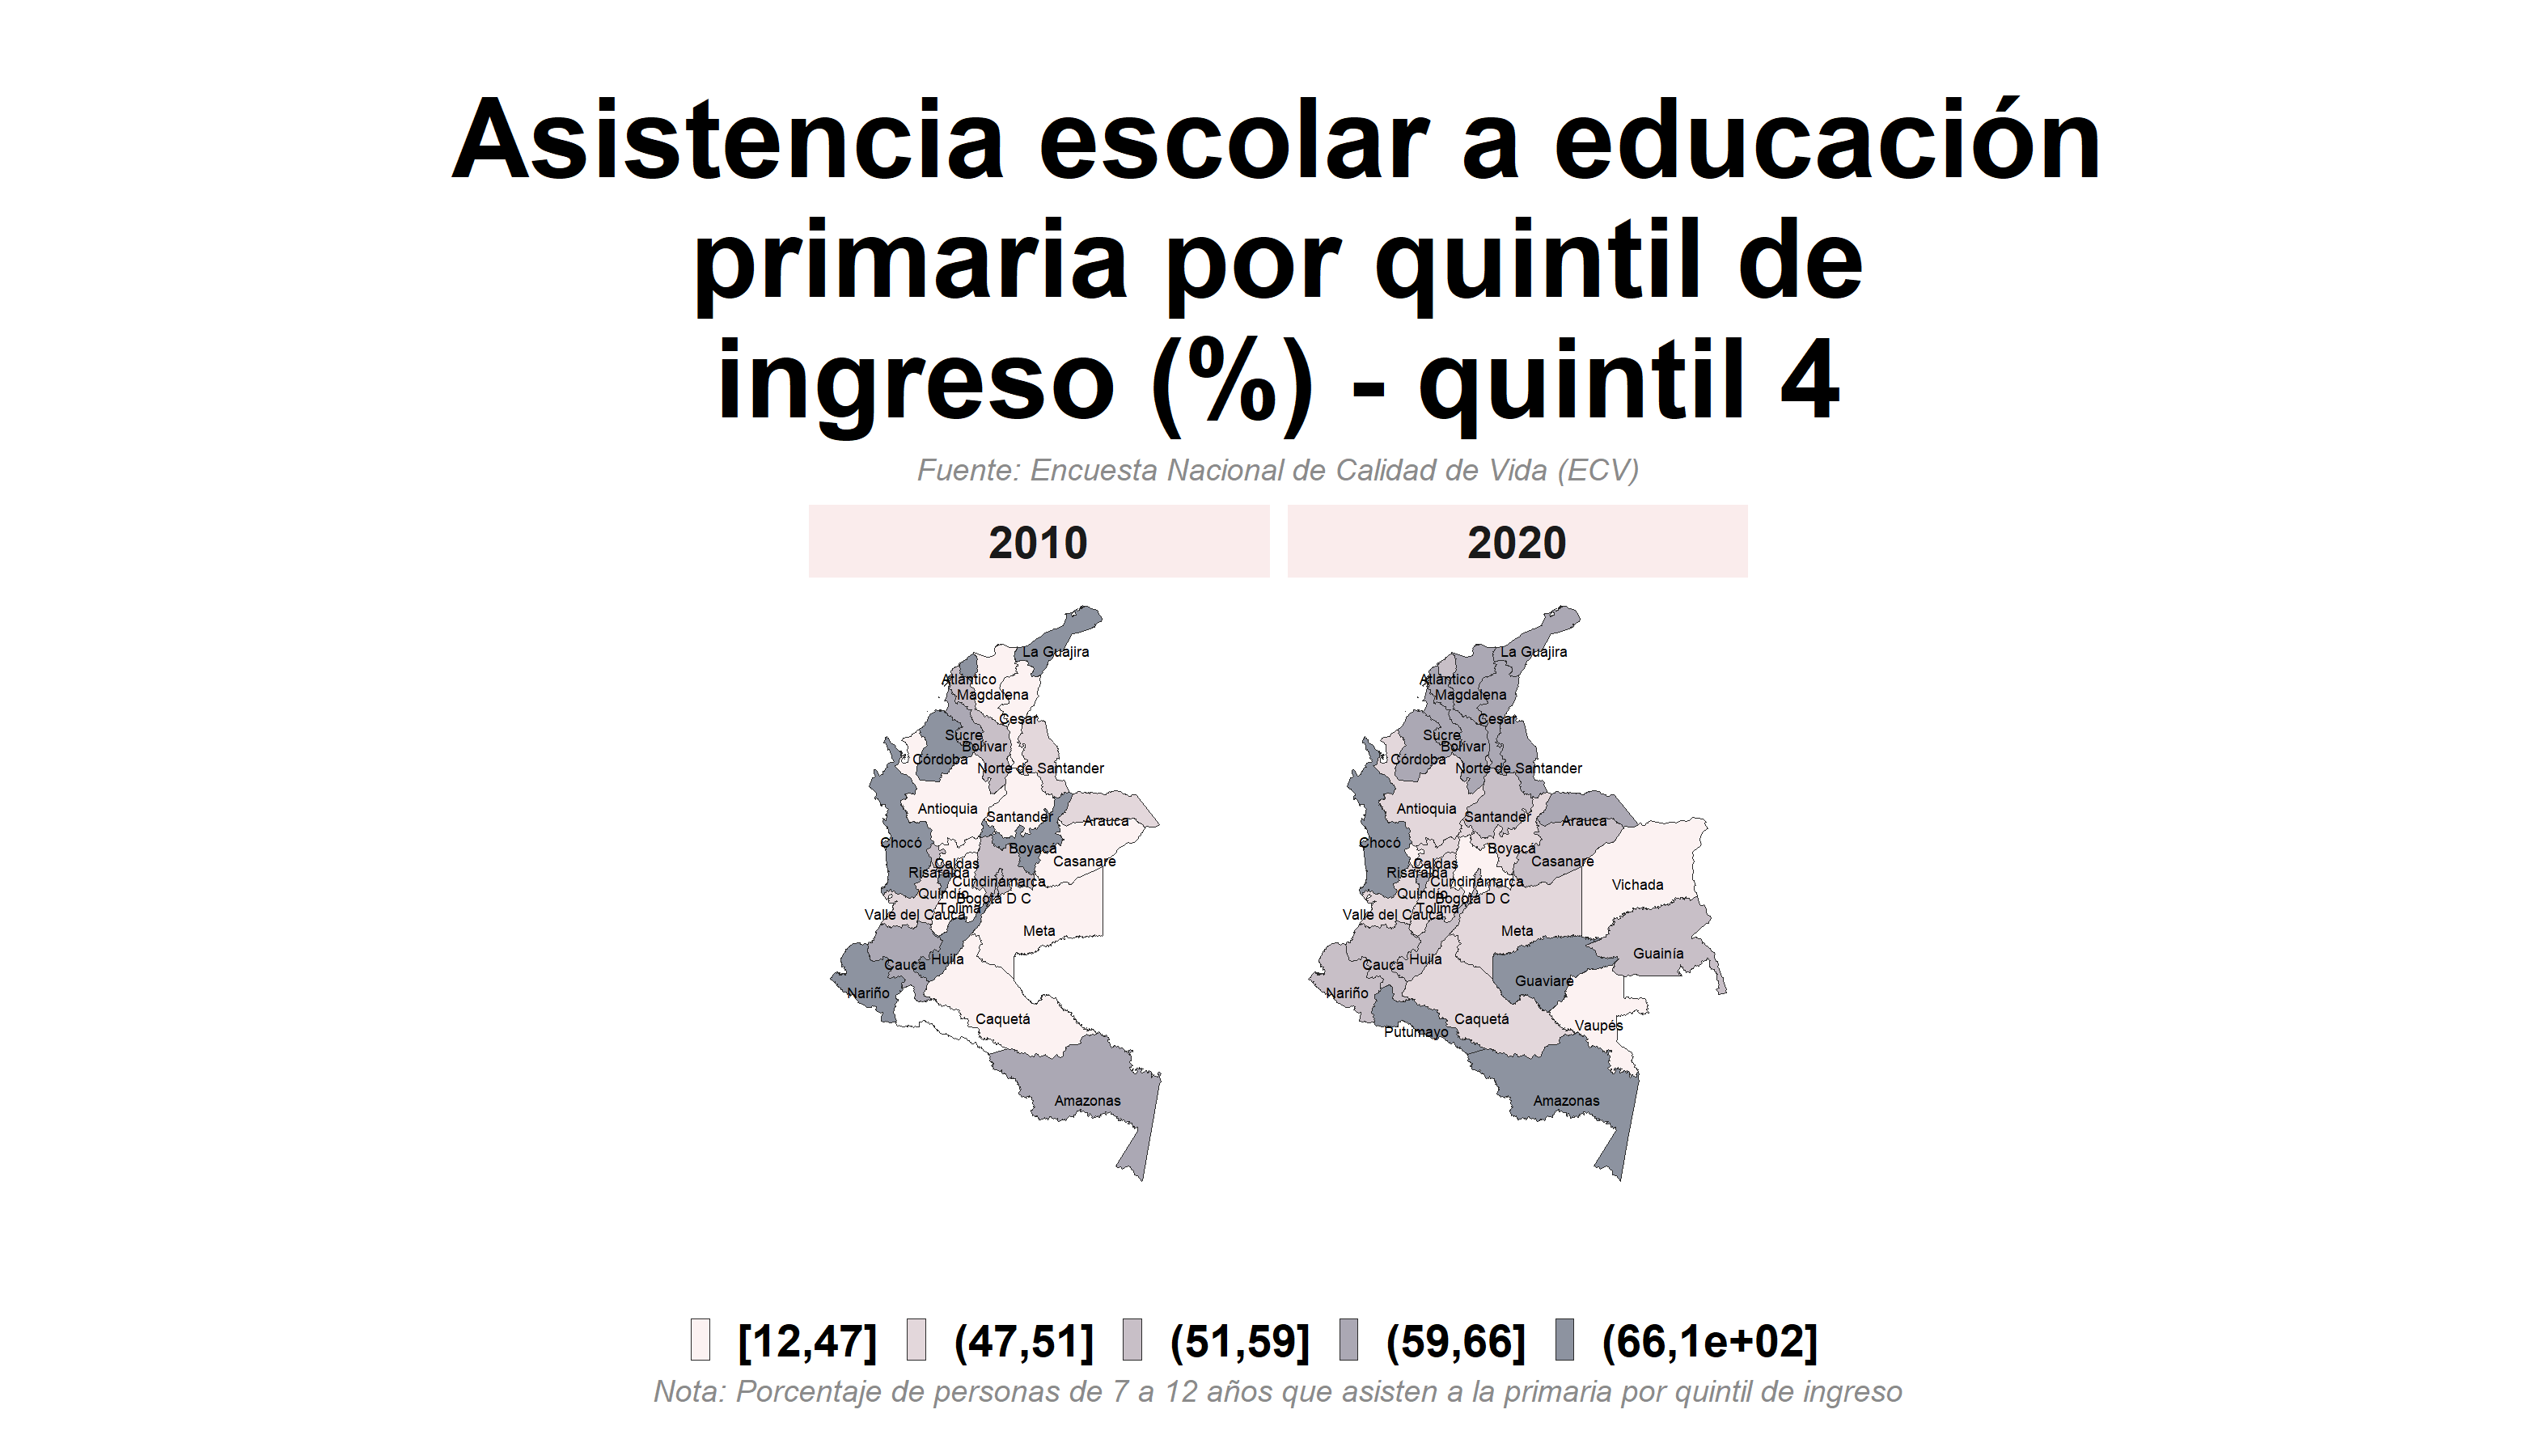 Asistencia escolar a educación
primaria por quintil de
ingreso (%) - quintil 4
Fuente: Encuesta Nacional de Calidad de Vida (ECV)
2010
2020
La Guajira
Atlántico
Magdalena
Cesar
Sucre
Bolívar
Córdoba
Norte de Santander
Antioquia
Santander
Arauca
Chocó
Boyacá
Casanare
Caldas
Risaralda
Cundinamarca
Quindío
Bogotá D C
Tolima
Valle del Cauca
Meta
Huila
Cauca
Nariño
Caquetá
Amazonas
La Guajira
Atlántico
Magdalena
Cesar
Sucre
Bolívar
Córdoba
Norte de Santander
Antioquia
Santander
Arauca
Chocó
Boyacá
Casanare
Caldas
Risaralda
Cundinamarca
Vichada
Quindío
Bogotá D C
Tolima
Valle del Cauca
Meta
Guainía
Huila
Cauca
Guaviare
Nariño
Caquetá
Vaupés
Putumayo
Amazonas
[12,47] (47,51] (51,59] (59,66] (66,1e+02]
Nota: Porcentaje de personas de 7 a 12 años que asisten a la primaria por quintil de ingreso